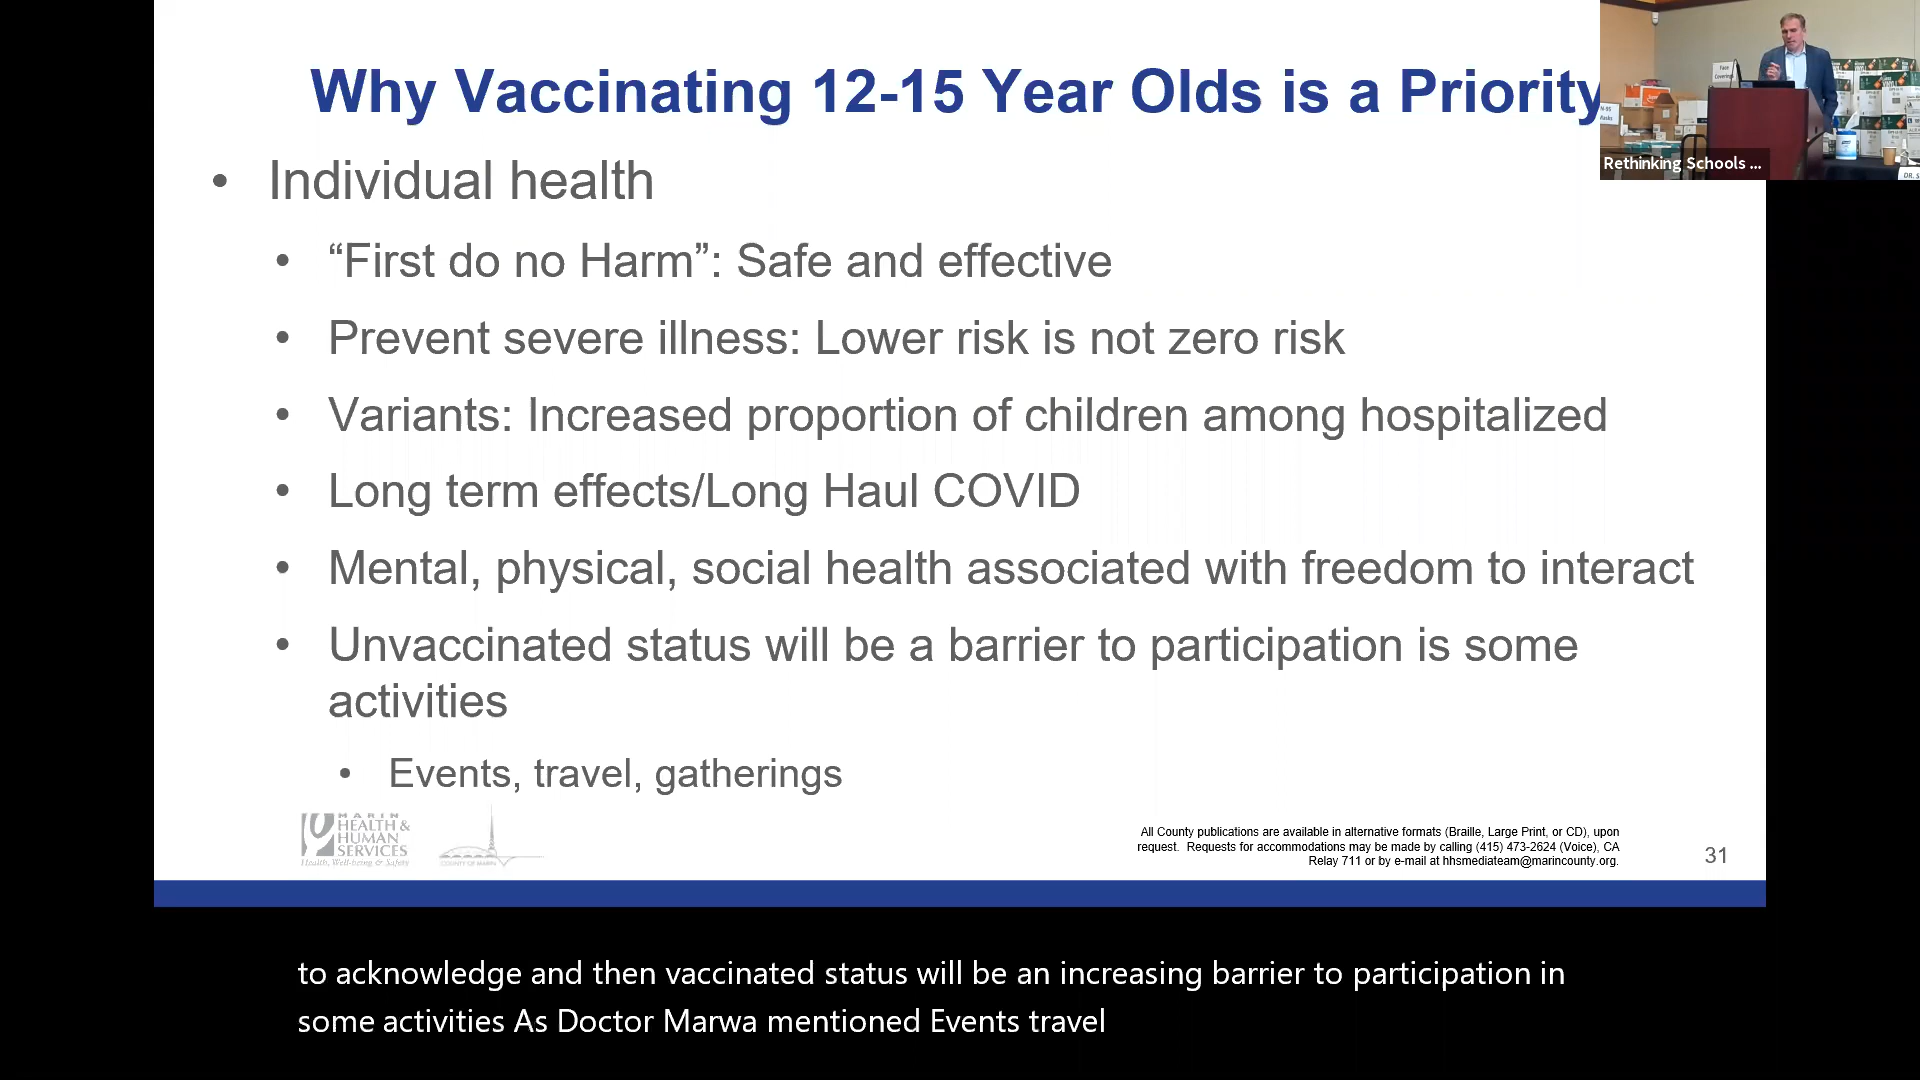 Why Vaccinating 12-15 Year Olds is a Priority
• Individual health
• “First do no Harm”: Safe and effective
• Prevent severe illness: Lower risk is not zero risk
• Variants: Increased proportion of children among hospitalized
• Long term effects/Long Haul COVID
• Mental, physical, social health associated with freedom to interact
• Unvaccinated status will be a barrier to participation is some
activities
• Events, travel, gatherings
MARIN
HEALTH &
HUMAN
SERVICES
Health, Well-being & Safety
COUNTY OF MARIN
All County publications are available in alternative formats (Braille, Large Print, or CD), upon
request. Requests for accommodations may be made by calling (415) 473-2624 (Voice), CA
Relay 711 or by e-mail at hhsmediateam@marincounty.org.
31
Face
Coverings
N-95
Masks
Rethinking Schools ...
DR. S
to acknowledge and then vaccinated status will be an increasing barrier to participation in
some activities As Doctor Marwa mentioned Events travel